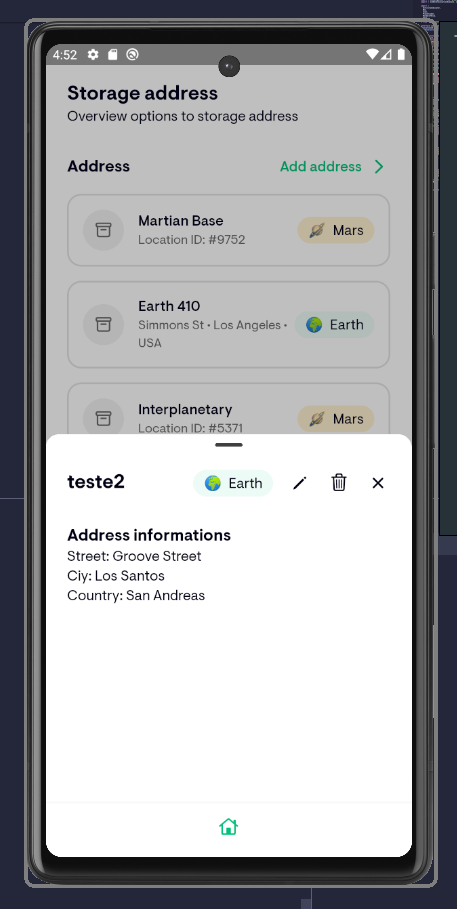 4:52
Storage address
Overview options to storage address
Address
Add address
Martian Base
Location ID: #9752
Mars
Earth 410
Simmons St • Los Angeles •
USA
Earth
Interplanetary
Location ID: #5371
Mars
teste2
Earth
Address informations
Street: Groove Street
Ciy: Los Santos
Country: San Andreas